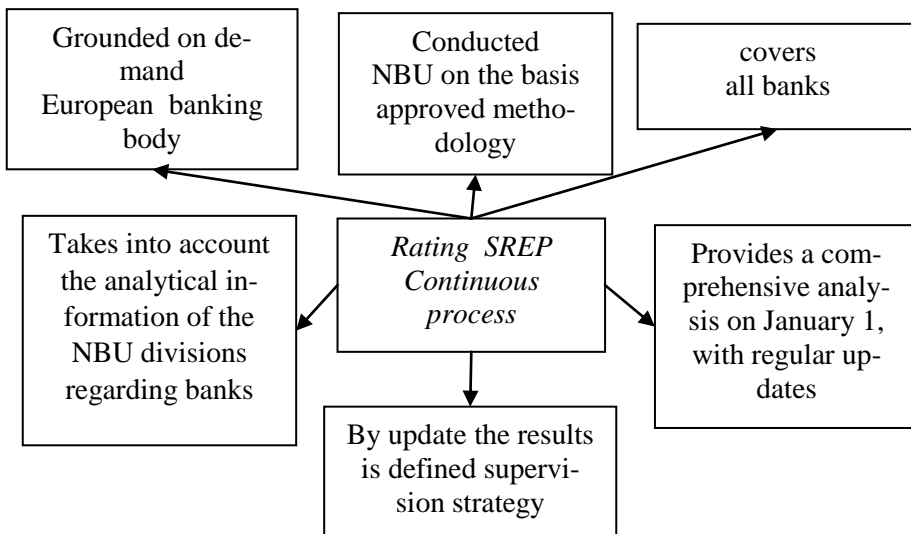 Grounded on de-
mand
European banking
body
Conducted
NBU on the basis
approved metho-
dology
covers
all banks
Takes into account
the analytical in-
formation of the
NBU divisions
regarding banks
Rating SREP
Continuous
process
Provides a com-
prehensive analy-
sis on January 1,
with regular up-
dates
By update the results
is defined supervi-
sion strategy